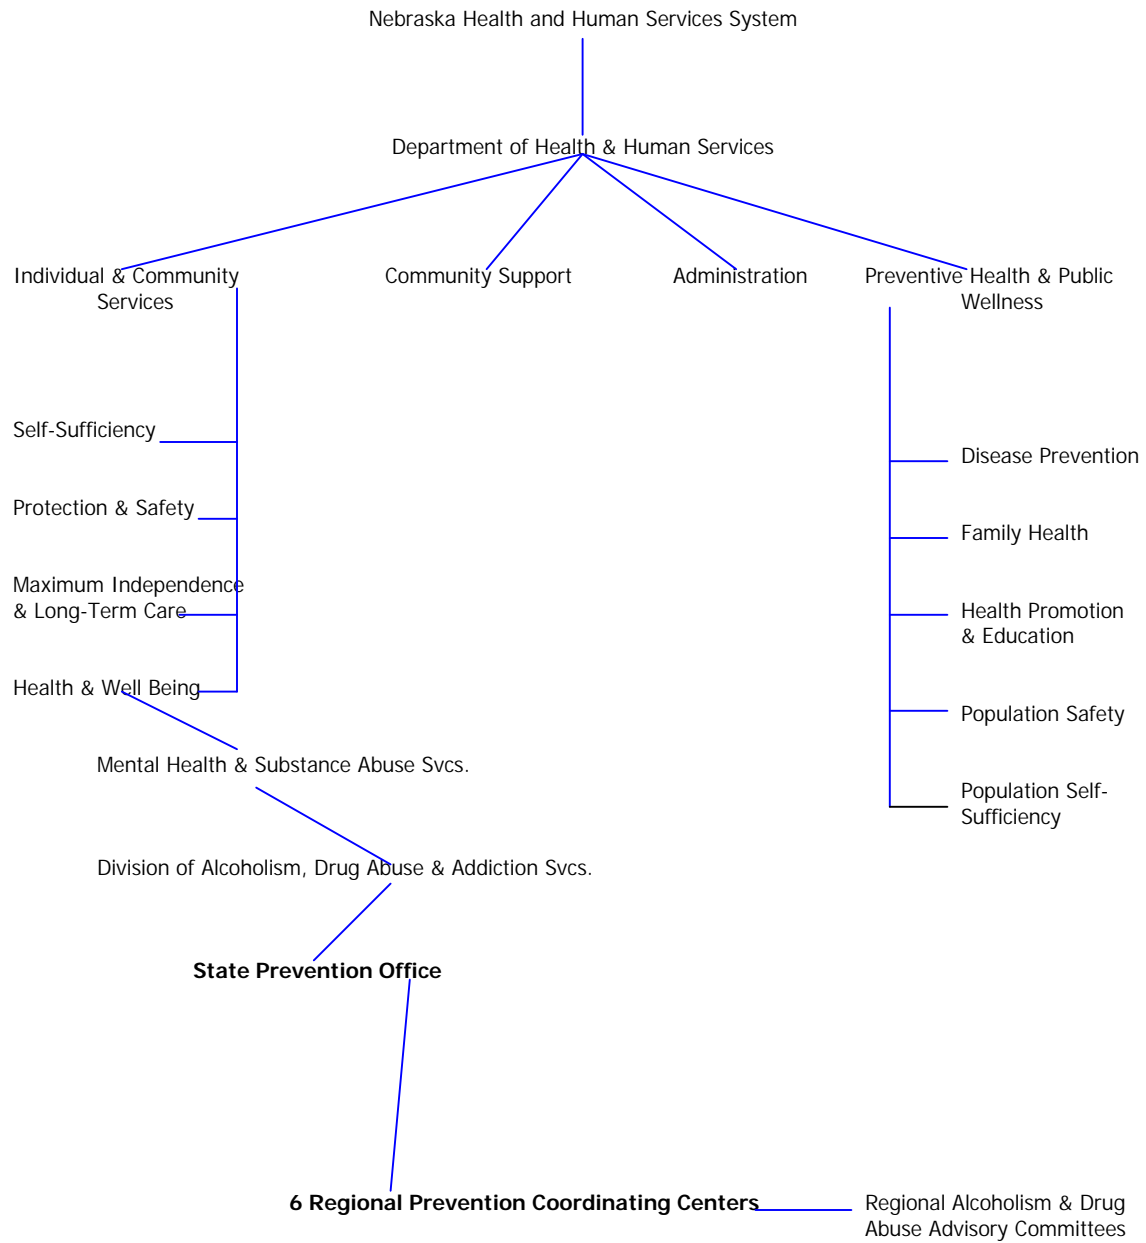 Nebraska Health and Human Services System
Department of Health & Human Services
Individual & Community
Services
Community Support
Administration
Preventive Health & Public
Wellness
Self-Sufficiency
Protection & Safety
Maximum Independence
& Long-Term Care
Health & Well Being
Disease Prevention
Family Health
Health Promotion
& Education
Population Safety
Population Self-
Sufficiency
Mental Health & Substance Abuse Svcs.
Division of Alcoholism, Drug Abuse & Addiction Svcs.
State Prevention Office
6 Regional Prevention Coordinating Centers
Regional Alcoholism & Drug
Abuse Advisory Committees